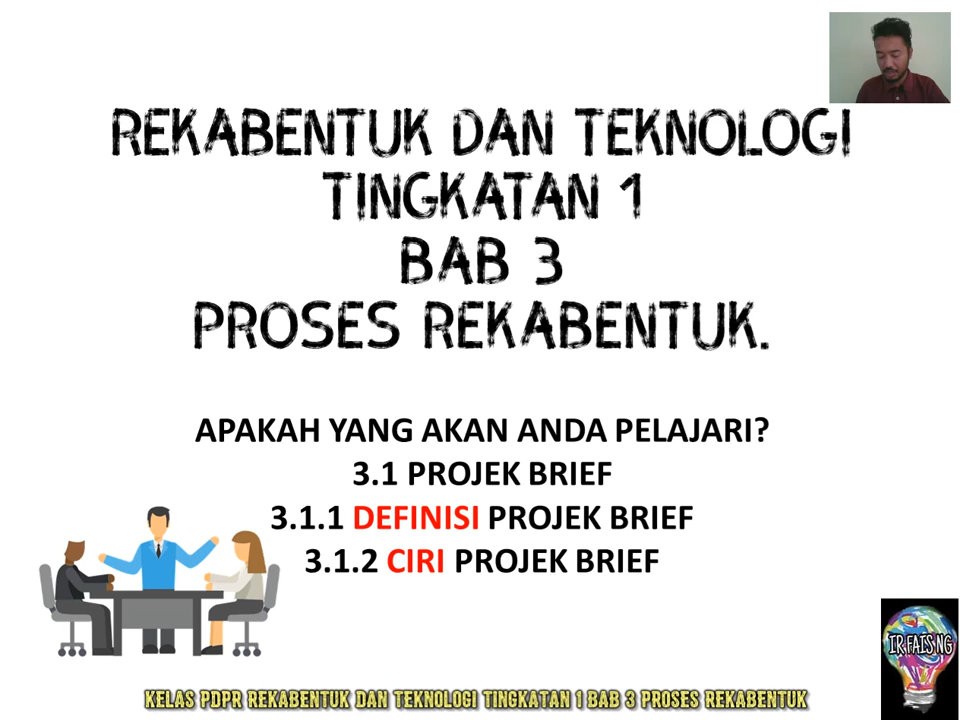 REKABENTUK DAN TEKNOLOGI
TINGKATAN 1
BAB 3
PROSES REKABENTUK.
APAKAH YANG AKAN ANDA PELAJARI?
3.1 PROJEK BRIEF
3.1.1 DEFINISI PROJEK BRIEF
3.1.2 CIRI PROJEK BRIEF
IR FAIS NG
KELAS PDPR REKABENTUK DAN TEKNOLOGI TINGKATAN 1 BAB 3 PROSES REKABENTUK